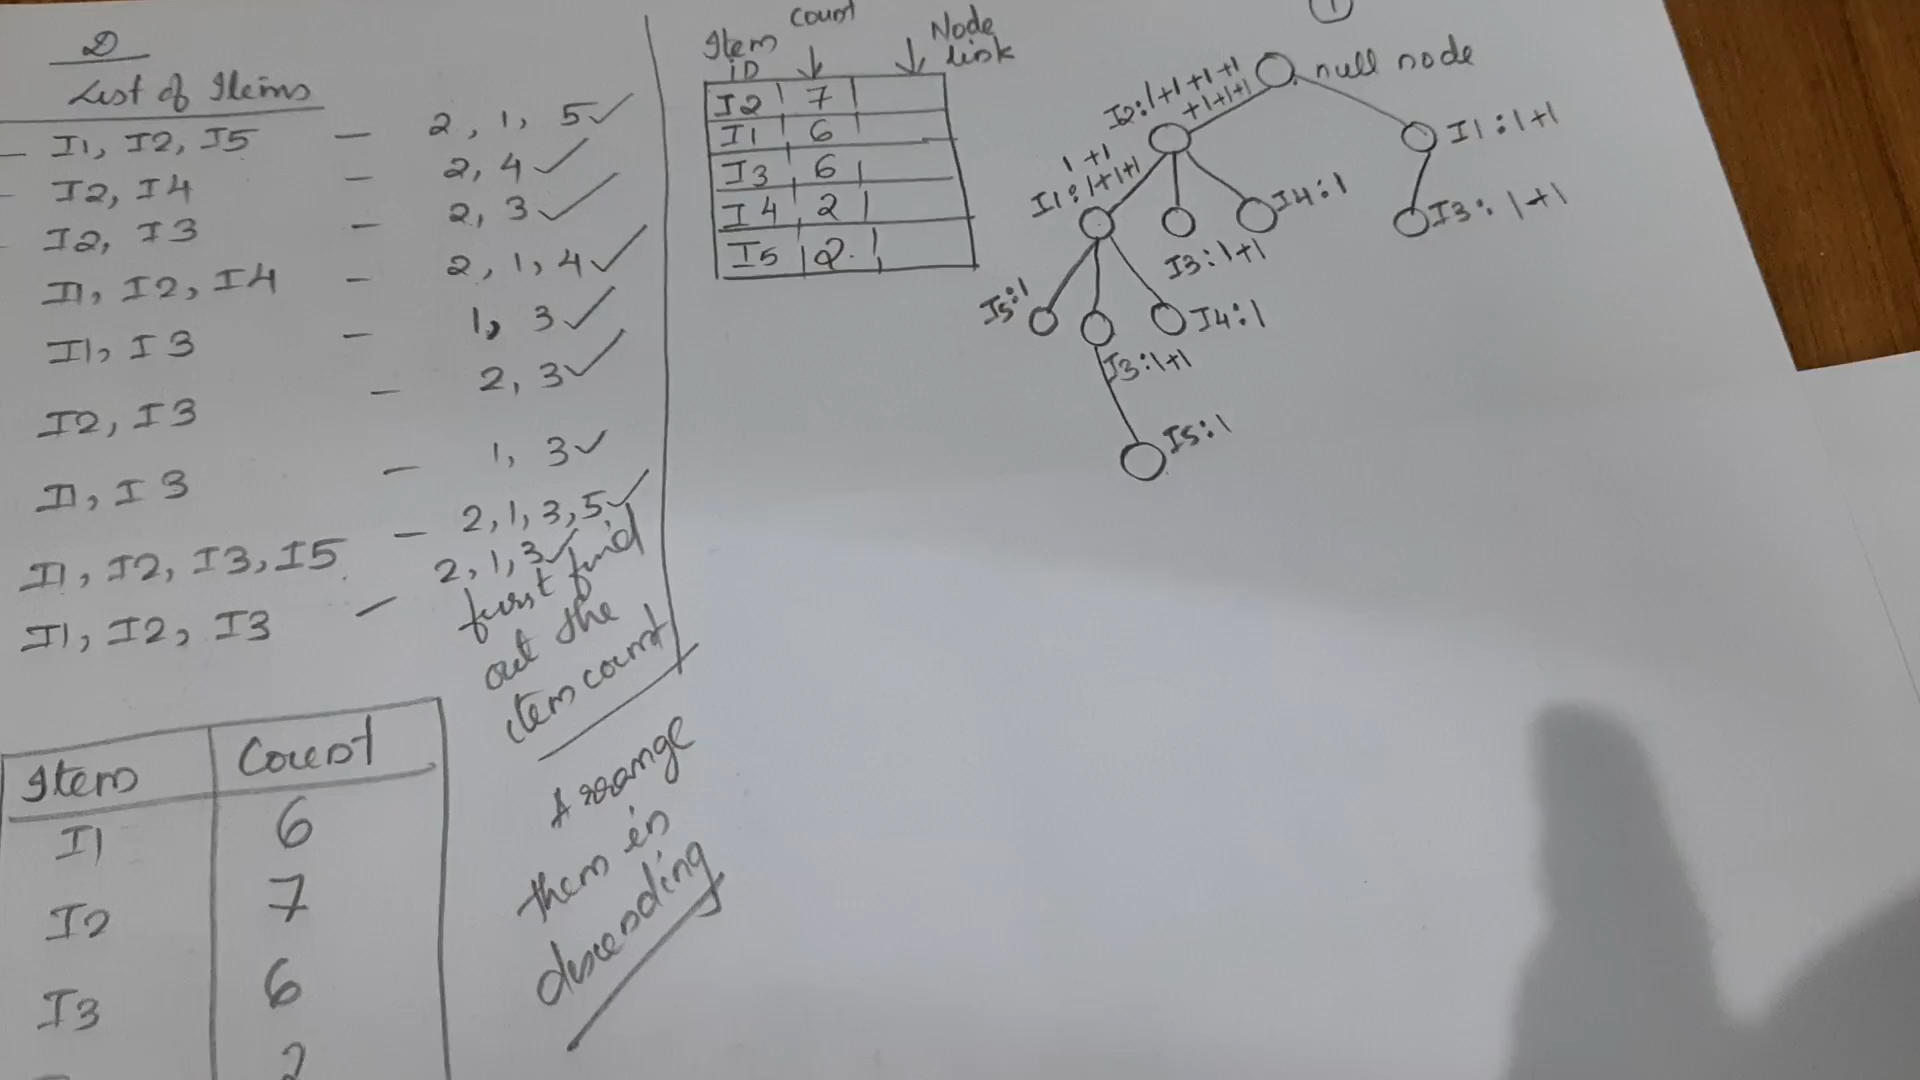 D
List of Items
I1, I2, I5 — 2, 1, 5 ✓
I2, I4 — 2, 4 ✓
I2, I3 — 2, 3 ✓
I1, I2, I4 — 2, 1, 4 ✓
I1, I3 — 1, 3 ✓
I2, I3 — 2, 3 ✓
I1, I3 — 1, 3 ✓
I1, I2, I3, I5 — 2, 1, 3, 5 ✓
I1, I2, I3 — 2, 1, 3 ✓
first find
out the
item count
Arrange
them in
descending
Item Count
I1 6
I2 7
I3 6
2
Item ID Count Node link
I2 7
I1 6
I3 6
I4 2
I5 2
1
null node
I2:1+1+1+1
+1+1+1
I1:1+1
1+1
I1:1+1+1
I3:1+1
I4:1
I3:1+1
I5:1
I3:1+1
I4:1
I5:1